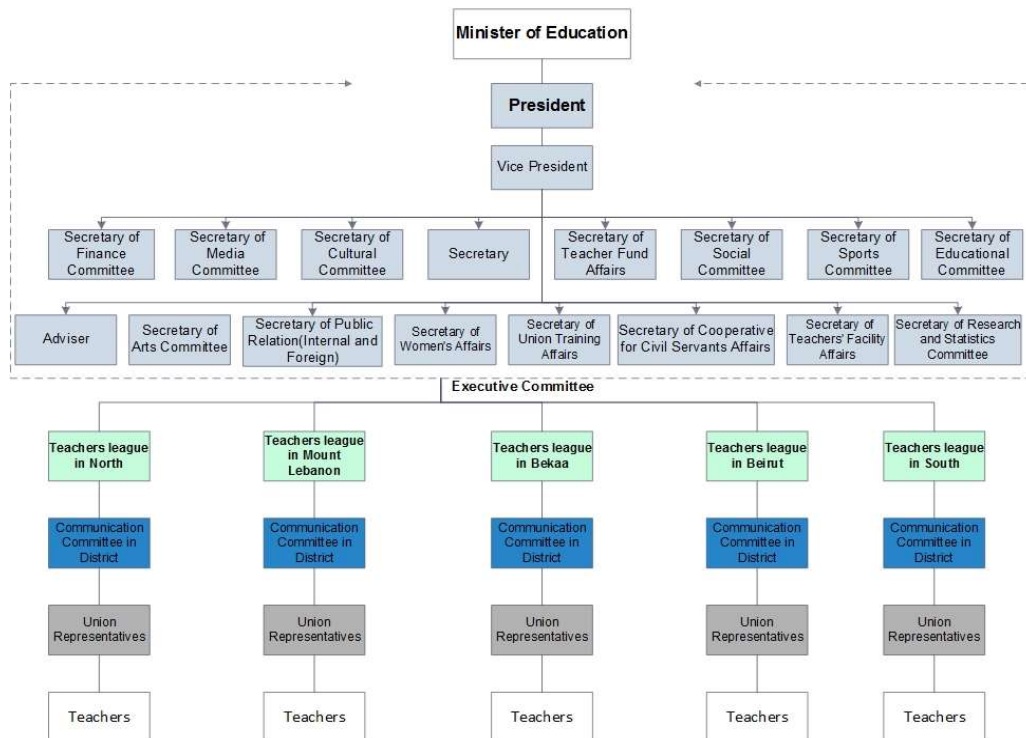 Minister of Education
President
Vice President
Secretary of
Finance
Committee
Secretary of
Media
Committee
Secretary of
Cultural
Committee
Secretary
Secretary of
Teacher Fund
Affairs
Secretary of
Social
Committee
Secretary of
Sports
Committee
Secretary of
Educational
Committee
Adviser
Secretary of
Arts Committee
Secretary of Public
Relation(Internal and
Foreign)
Secretary of
Women's Affairs
Secretary of
Union Training
Affairs
Secretary of Cooperative
for Civil Servants Affairs
Secretary of
Teachers' Facility
Affairs
Secretary of Research
and Statistics
Committee
Executive Committee
Teachers league
in North
Teachers league
in Mount
Lebanon
Teachers league
in Bekaa
Teachers league
in Beirut
Teachers league
in South
Communication
Committee in
District
Communication
Committee in
District
Communication
Committee in
District
Communication
Committee in
District
Communication
Committee in
District
Union
Representatives
Union
Representatives
Union
Representatives
Union
Representatives
Union
Representatives
Teachers
Teachers
Teachers
Teachers
Teachers